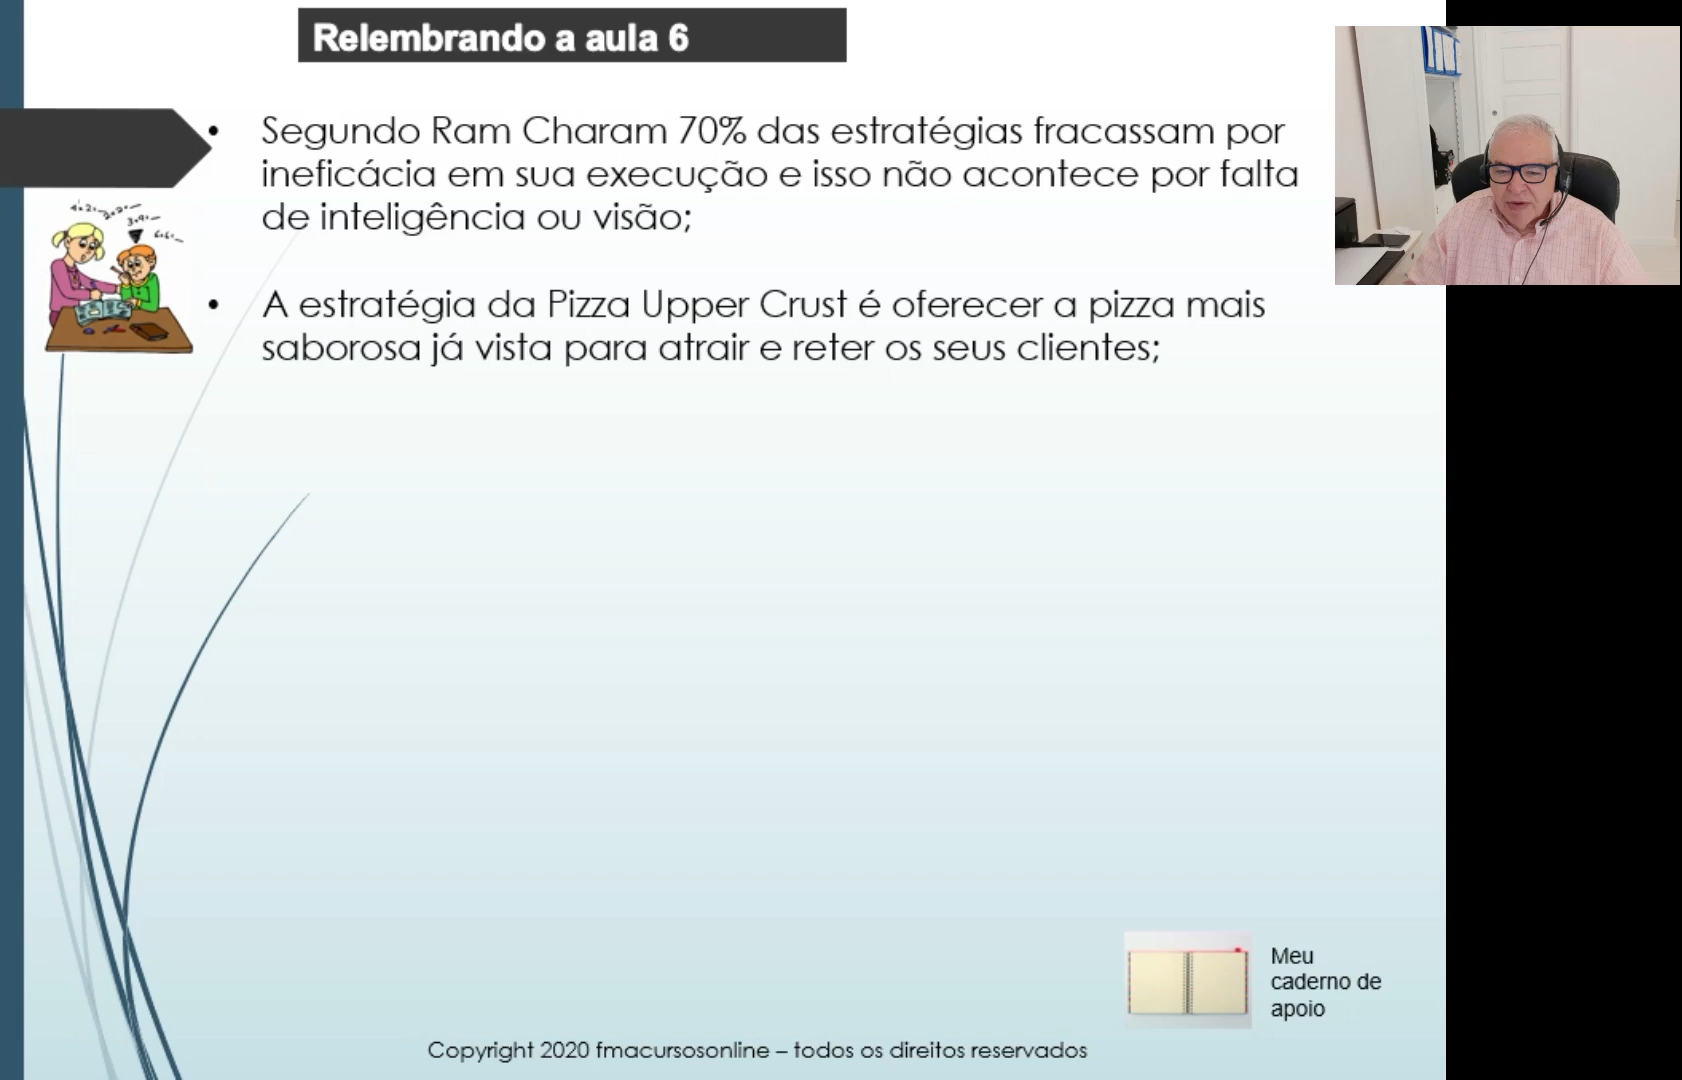 Relembrando a aula 6
• Segundo Ram Charam 70% das estratégias fracassam por
ineficácia em sua execução e isso não acontece por falta
de inteligência ou visão;
• A estratégia da Pizza Upper Crust é oferecer a pizza mais
saborosa já vista para atrair e reter os seus clientes;
Meu
caderno de
apoio
Copyright 2020 fmacursosonline – todos os direitos reservados